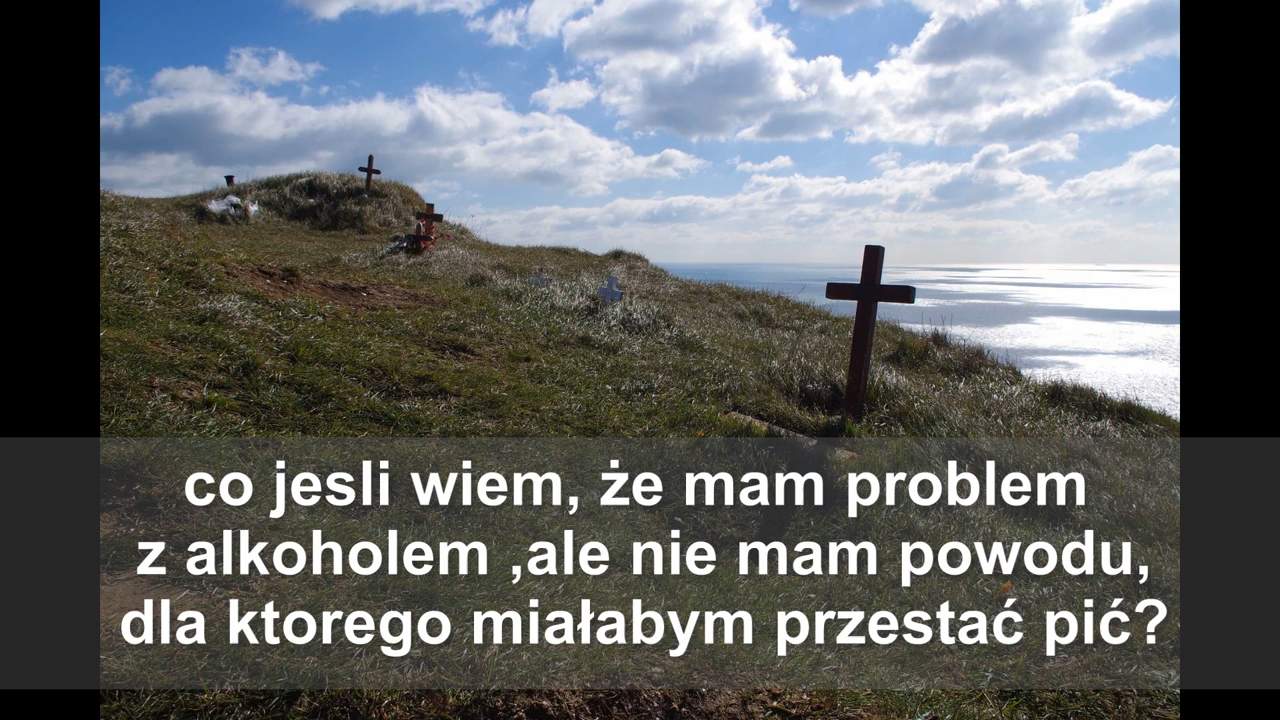 co jesli wiem, że mam problem
z alkoholem ,ale nie mam powodu,
dla ktorego miałabym przestać pić?